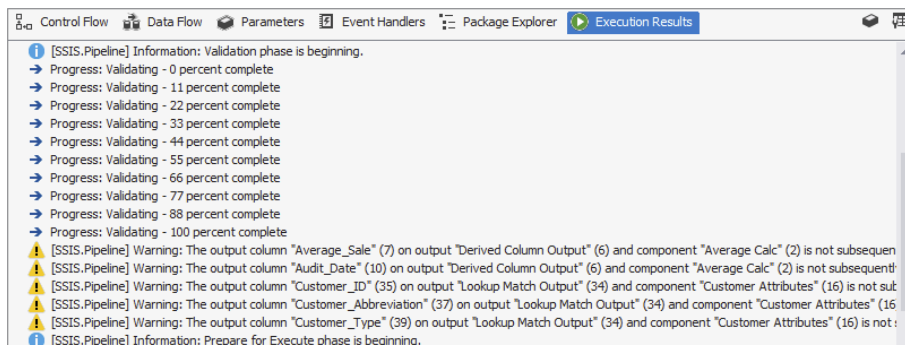 Control Flow Data Flow Parameters Event Handlers Package Explorer Execution Results
[SSIS.Pipeline] Information: Validation phase is beginning.
Progress: Validating - 0 percent complete
Progress: Validating - 11 percent complete
Progress: Validating - 22 percent complete
Progress: Validating - 33 percent complete
Progress: Validating - 44 percent complete
Progress: Validating - 55 percent complete
Progress: Validating - 66 percent complete
Progress: Validating - 77 percent complete
Progress: Validating - 88 percent complete
Progress: Validating - 100 percent complete
[SSIS.Pipeline] Warning: The output column "Average_Sale" (7) on output "Derived Column Output" (6) and component "Average Calc" (2) is not subsequen
[SSIS.Pipeline] Warning: The output column "Audit_Date" (10) on output "Derived Column Output" (6) and component "Average Calc" (2) is not subsequently
[SSIS.Pipeline] Warning: The output column "Customer_ID" (35) on output "Lookup Match Output" (34) and component "Customer Attributes" (16) is not sub
[SSIS.Pipeline] Warning: The output column "Customer_Abbreviation" (37) on output "Lookup Match Output" (34) and component "Customer Attributes" (16
[SSIS.Pipeline] Warning: The output column "Customer_Type" (39) on output "Lookup Match Output" (34) and component "Customer Attributes" (16) is not
[SSIS.Pipeline] Information: Prepare for Execute phase is beginning.